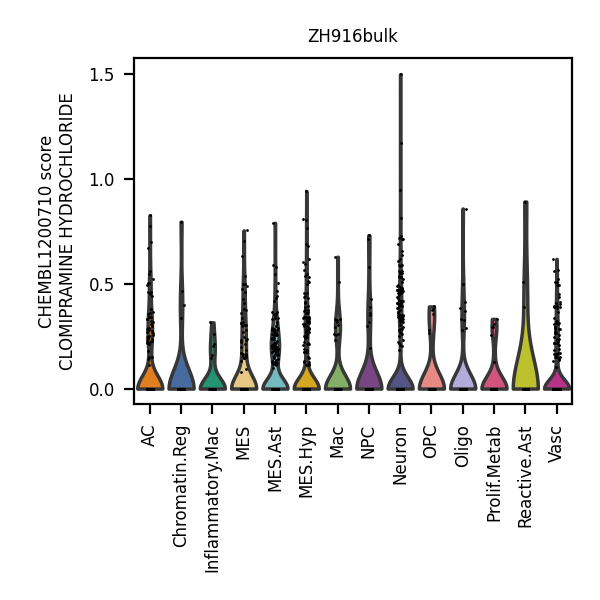 ZH916bulk
CHEMBL1200710 score
CLOMIPRAMINE HYDROCHLORIDE
1.5
1.0
0.5
0.0
AC
Chromatin.Reg
Inflammatory.Mac
MES
MES.Ast
MES.Hyp
Mac
NPC
Neuron
OPC
Oligo
Prolif.Metab
Reactive.Ast
Vasc